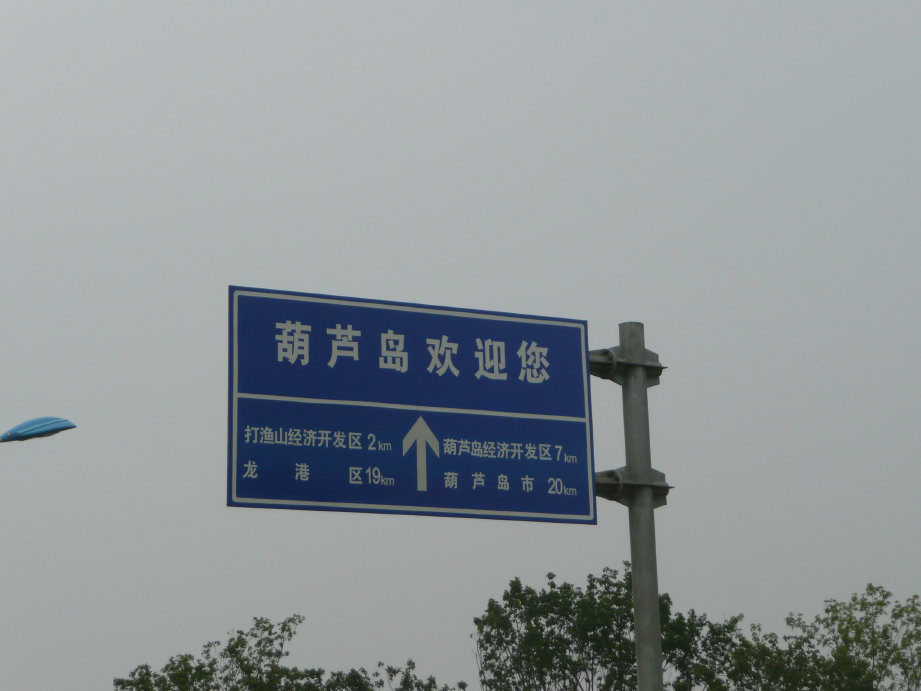 葫芦岛欢迎您
打渔山经济开发区 2km
龙港区 19km
葫芦岛经济开发区 7km
葫芦岛市 20km